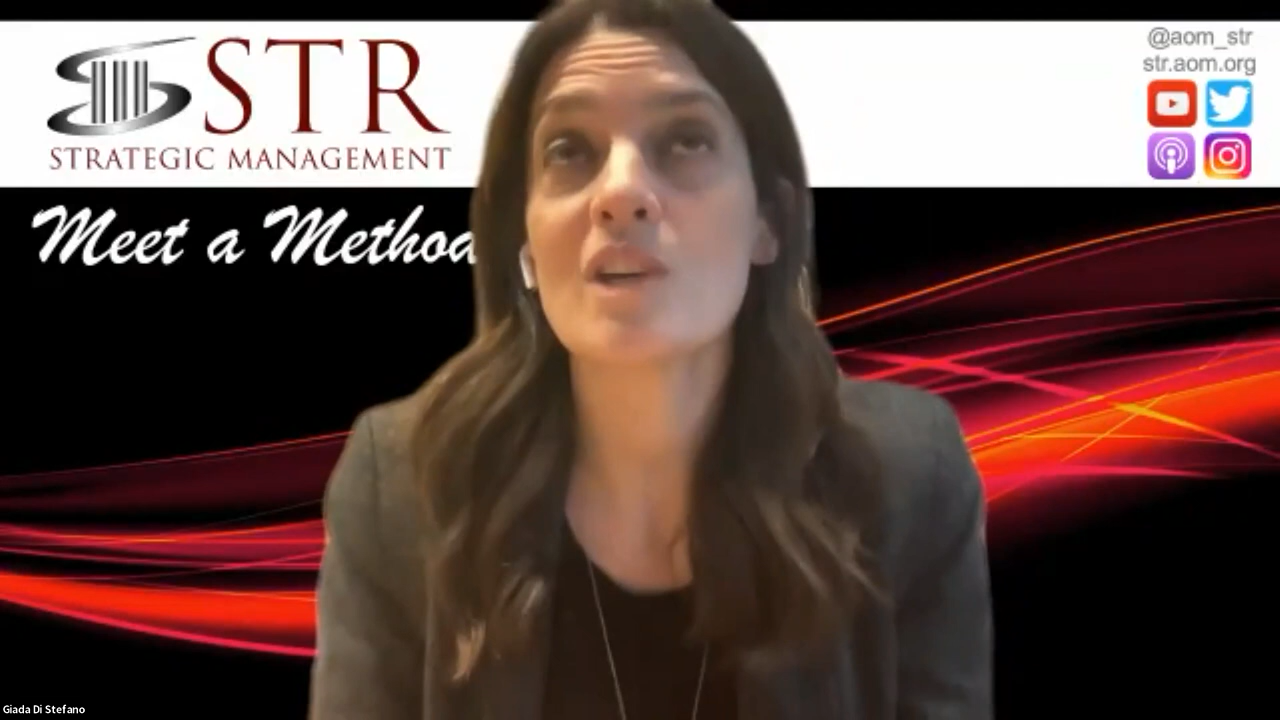 STR
STRATEGIC MANAGEMENT
@aom_str
str.aom.org
Meet a Method
Giada Di Stefano